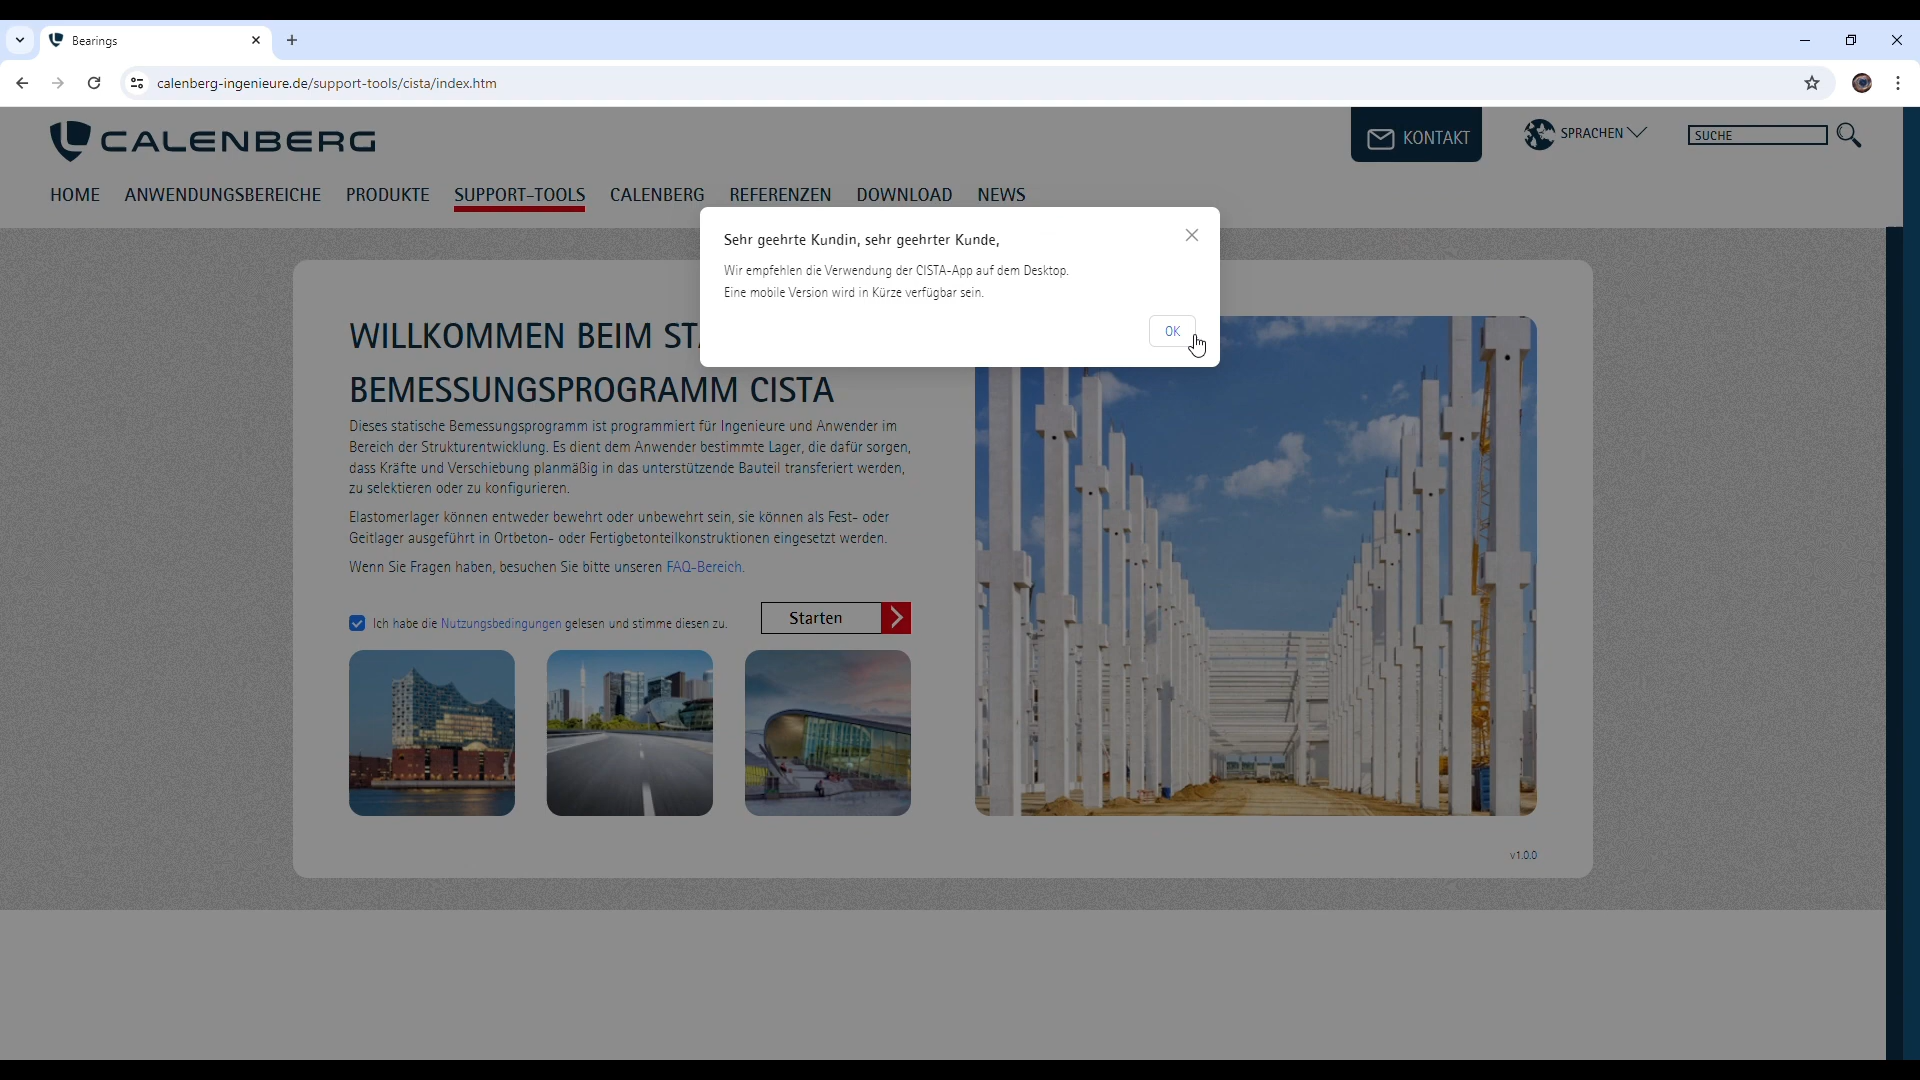 Bearings
calenberg-ingenieure.de/support-tools/cista/index.htm
CALENBERG
KONTAKT
SPRACHEN
SUCHE
HOME ANWENDUNGSBEREICHE PRODUKTE SUPPORT-TOOLS CALENBERG REFERENZEN DOWNLOAD NEWS
Sehr geehrte Kundin, sehr geehrter Kunde,
Wir empfehlen die Verwendung der CISTA-App auf dem Desktop.
Eine mobile Version wird in Kürze verfügbar sein.
OK
WILLKOMMEN BEIM
BEMESSUNGSPROGRAMM CISTA
Dieses statische Bemessungsprogramm ist programmiert für Ingenieure und Anwender im
Bereich der Strukturentwicklung. Es dient dem Anwender bestimmte Lager, die dafür sorgen,
dass Kräfte und Verschiebung planmäßig in das unterstützende Bauteil transferiert werden,
zu selektieren oder zu konfigurieren.
Elastomerlager können entweder bewehrt oder unbewehrt sein, sie können als Fest- oder
Geitlager ausgeführt in Ortbeton- oder Fertigbetonteilkonstruktionen eingesetzt werden.
Wenn Sie Fragen haben, besuchen Sie bitte unseren FAQ-Bereich.
Ich habe die Nutzungsbedingungen gelesen und stimme diesen zu.
Starten
v1.0.0